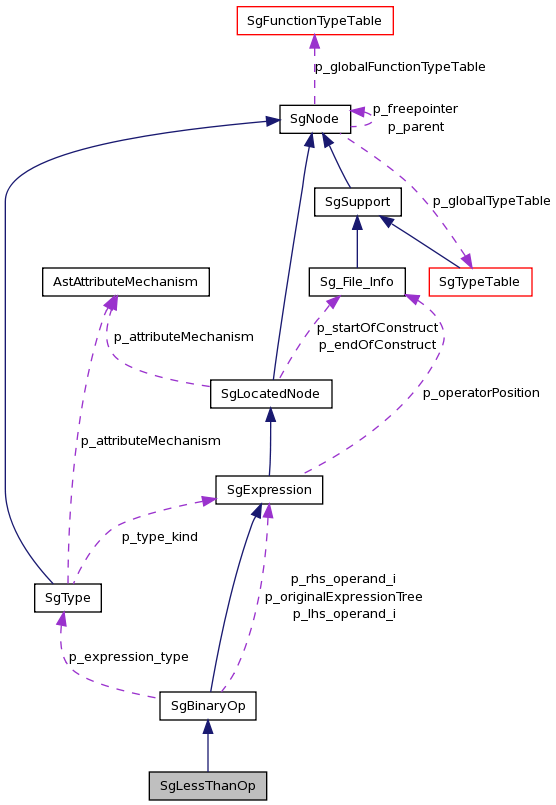 SgFunctionTypeTable
p_globalFunctionTypeTable
SgNode
p_freepointer
p_parent
SgSupport
p_globalTypeTable
AstAttributeMechanism
Sg_File_Info
SgTypeTable
p_attributeMechanism
p_startOfConstruct
p_endOfConstruct
SgLocatedNode
p_operatorPosition
p_attributeMechanism
SgExpression
p_type_kind
p_rhs_operand_i
p_originalExpressionTree
p_lhs_operand_i
SgType
p_expression_type
SgBinaryOp
SgLessThanOp